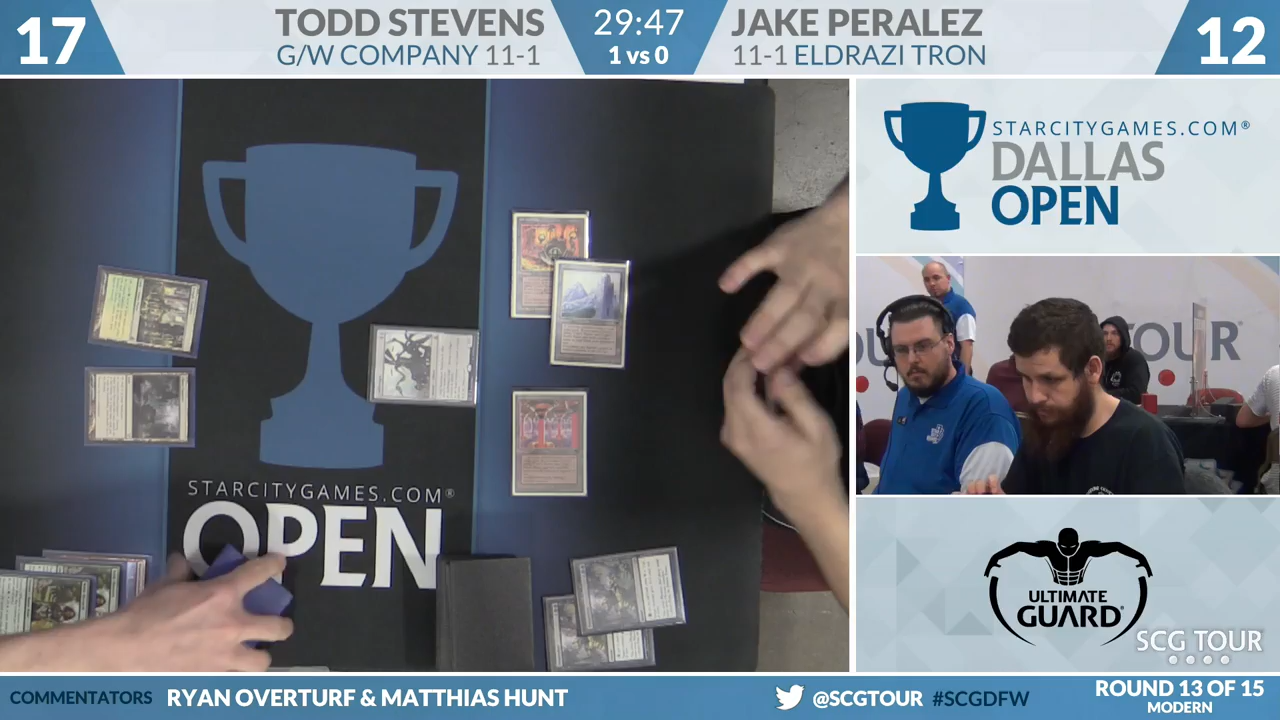 17
TODD STEVENS
G/W COMPANY 11-1
29:47
1 vs 0
JAKE PERALEZ
11-1 ELDRAZI TRON
12
STARCITYGAMES.COM®
DALLAS
OPEN
STARCITYGAMES.COM®
OPEN
TOUR
ULTIMATE
GUARD
SCG TOUR
COMMENTATORS RYAN OVERTURF & MATTHIAS HUNT
@SCGTOUR #SCGDFW
ROUND 13 OF 15
MODERN